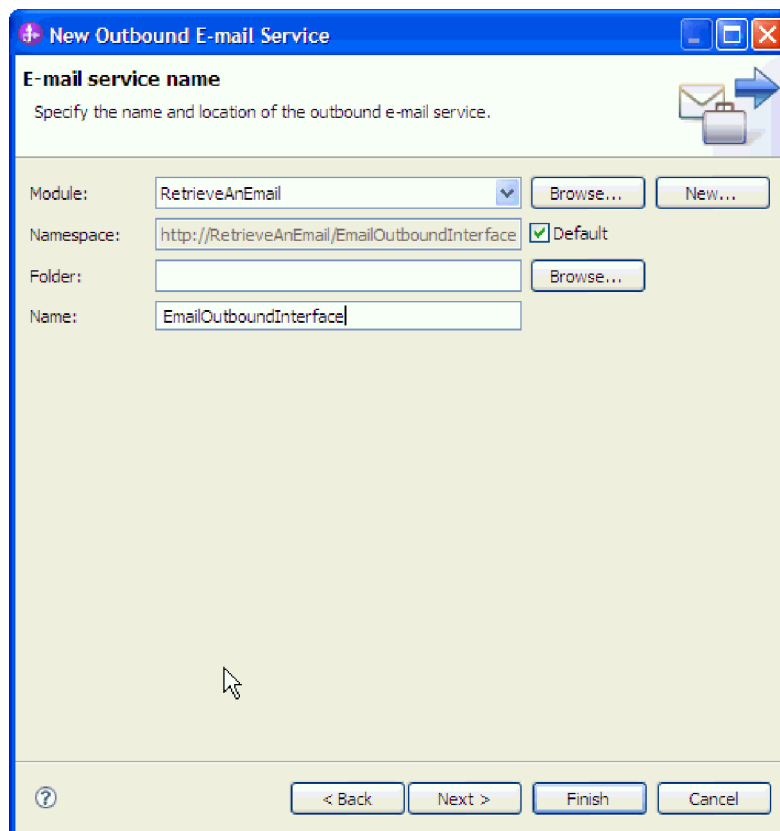 New Outbound E-mail Service
E-mail service name
Specify the name and location of the outbound e-mail service.
Module: RetrieveAnEmail Browse... New...
Namespace: http://RetrieveAnEmail/EmailOutboundInterface Default
Folder: Browse...
Name: EmailOutboundInterface
? < Back Next > Finish Cancel